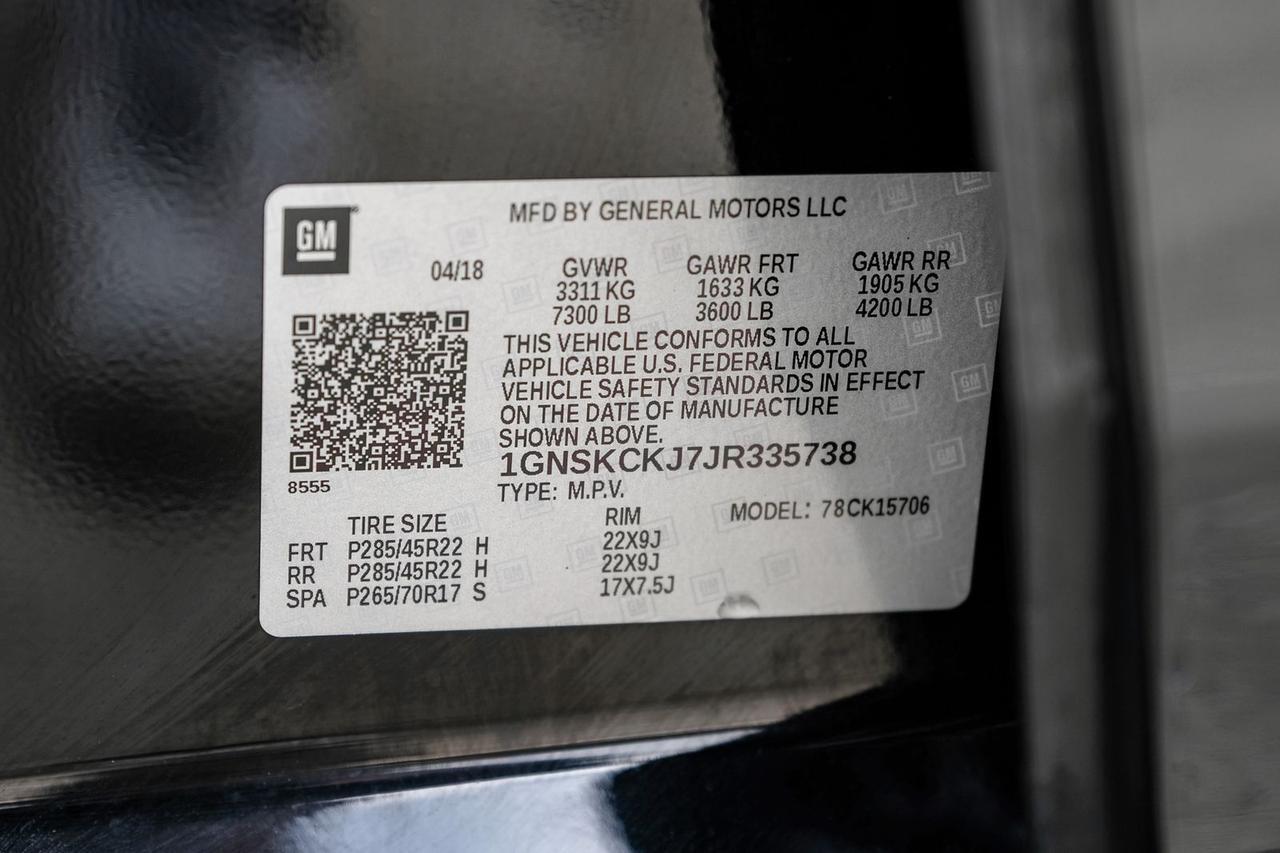 GM
MFD BY GENERAL MOTORS LLC
04/18 GVWR GAWR FRT GAWR RR
3311 KG 1633 KG 1905 KG
7300 LB 3600 LB 4200 LB
THIS VEHICLE CONFORMS TO ALL
APPLICABLE U.S. FEDERAL MOTOR
VEHICLE SAFETY STANDARDS IN EFFECT
ON THE DATE OF MANUFACTURE
SHOWN ABOVE.
1GNSKCKJ7JR335738
8555
TYPE: M.P.V.
MODEL: 78CK15706
TIRE SIZE RIM
FRT P285/45R22 H 22X9J
RR P285/45R22 H 22X9J
SPA P265/70R17 S 17X7.5J